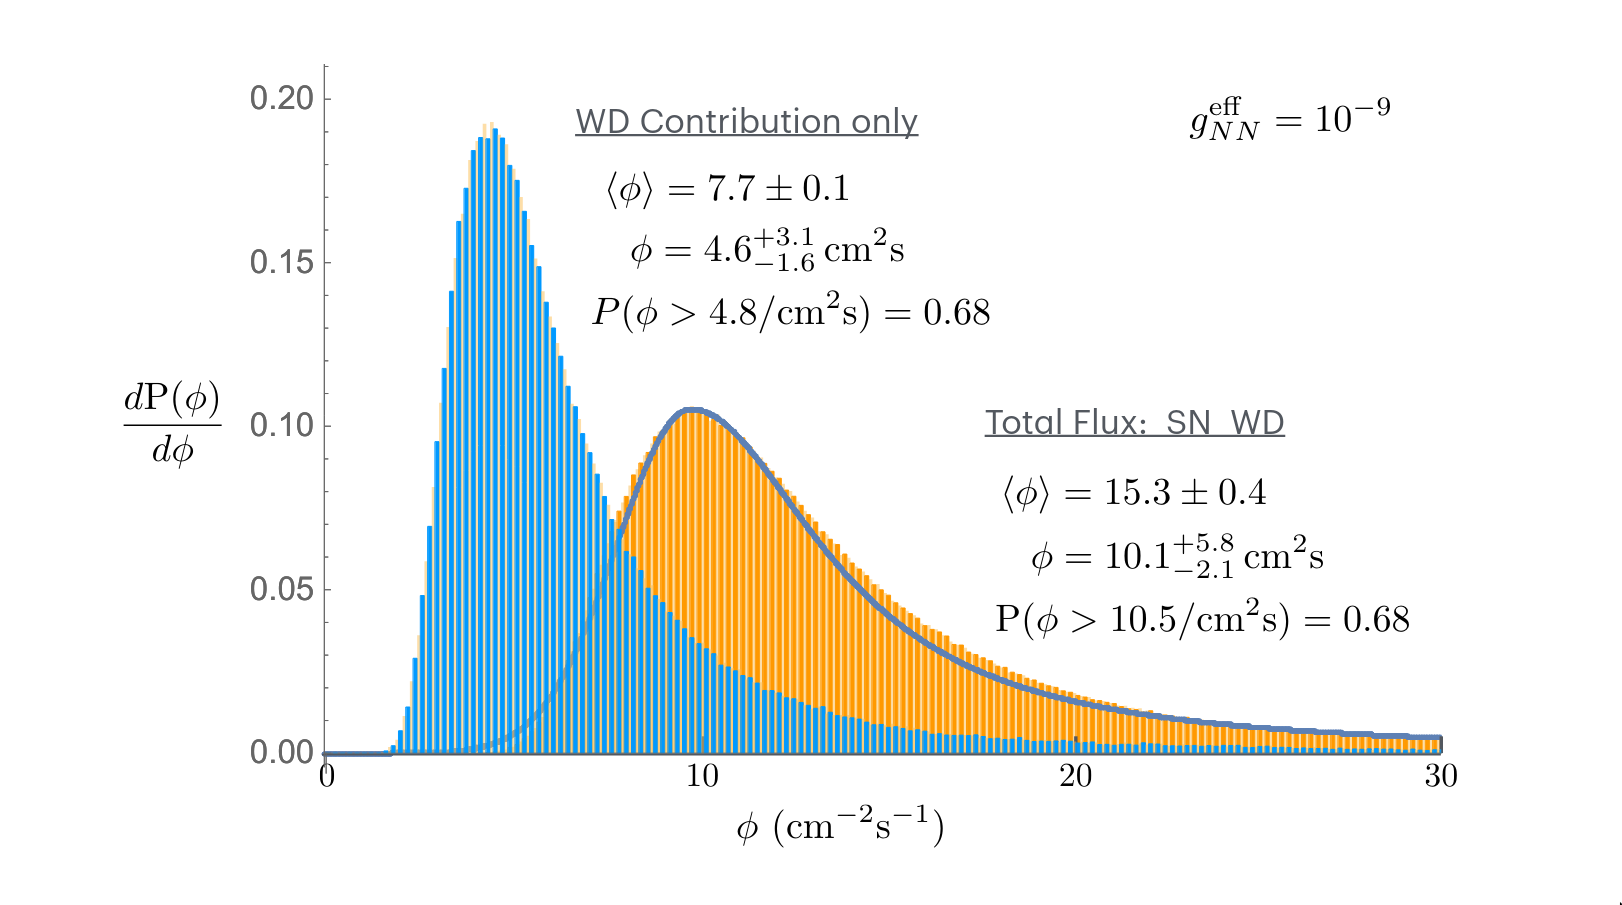 0.20
WD Contribution only
g_{NN}^{eff} = 10^{-9}
⟨ϕ⟩ = 7.7 ± 0.1
ϕ = 4.6^{+3.1}_{-1.6} cm²s
0.15
P(ϕ > 4.8/cm²s) = 0.68
dP(ϕ)
dϕ
0.10
Total Flux: SN WD
⟨ϕ⟩ = 15.3 ± 0.4
ϕ = 10.1^{+5.8}_{-2.1} cm²s
0.05
P(ϕ > 10.5/cm²s) = 0.68
0.00
0 10 20 30
ϕ (cm⁻²s⁻¹)